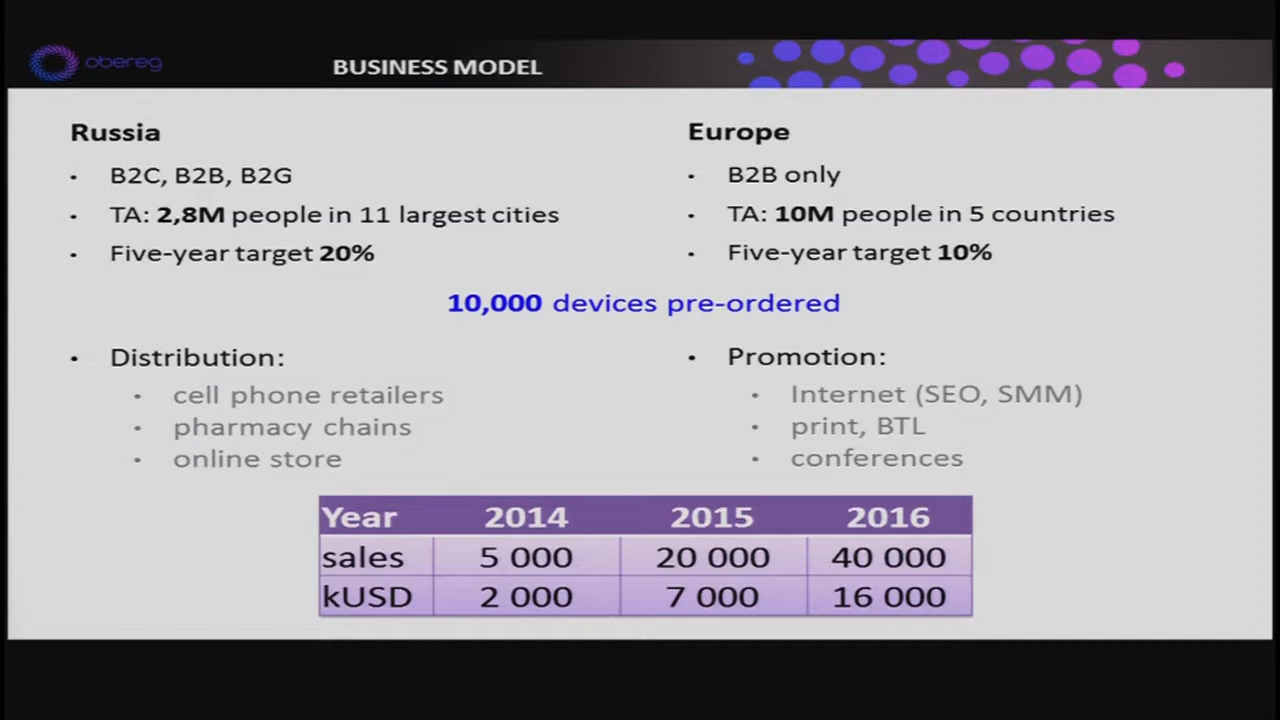 obereg
BUSINESS MODEL
Russia
• B2C, B2B, B2G
• TA: 2,8M people in 11 largest cities
• Five-year target 20%
Europe
• B2B only
• TA: 10M people in 5 countries
• Five-year target 10%
10,000 devices pre-ordered
• Distribution:
• cell phone retailers
• pharmacy chains
• online store
• Promotion:
• Internet (SEO, SMM)
• print, BTL
• conferences
Year 2014 2015 2016
sales 5 000 20 000 40 000
kUSD 2 000 7 000 16 000